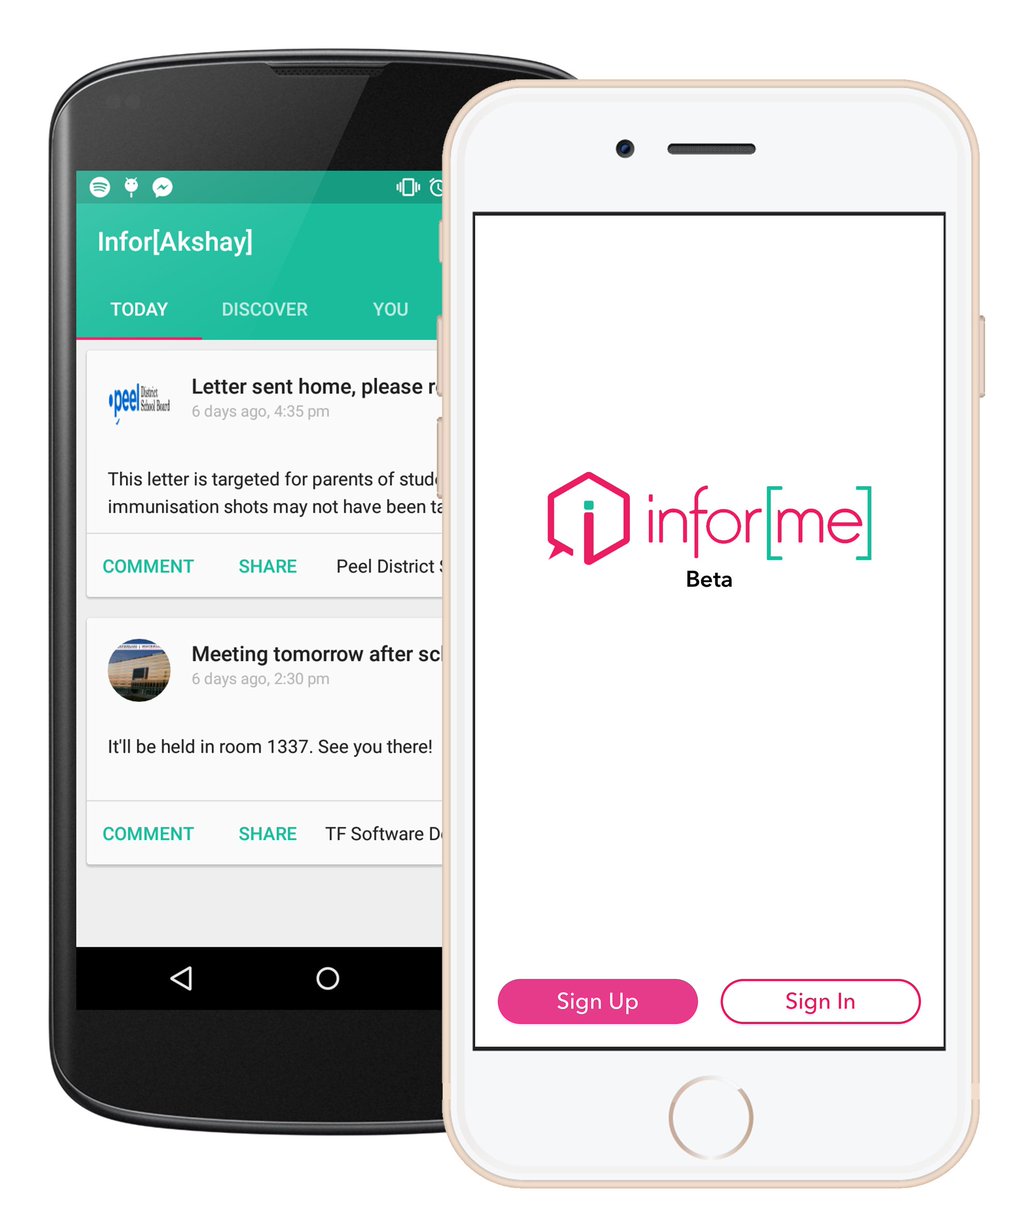 Infor[Akshay]
TODAY DISCOVER YOU
peel District
School Board
Letter sent home, please
6 days ago, 4:35 pm
This letter is targeted for parents of
immunisation shots may not have been
COMMENT SHARE Peel District
Meeting tomorrow after
6 days ago, 2:30 pm
It'll be held in room 1337. See you there!
COMMENT SHARE TF Software
infor[me]
Beta
Sign Up
Sign In